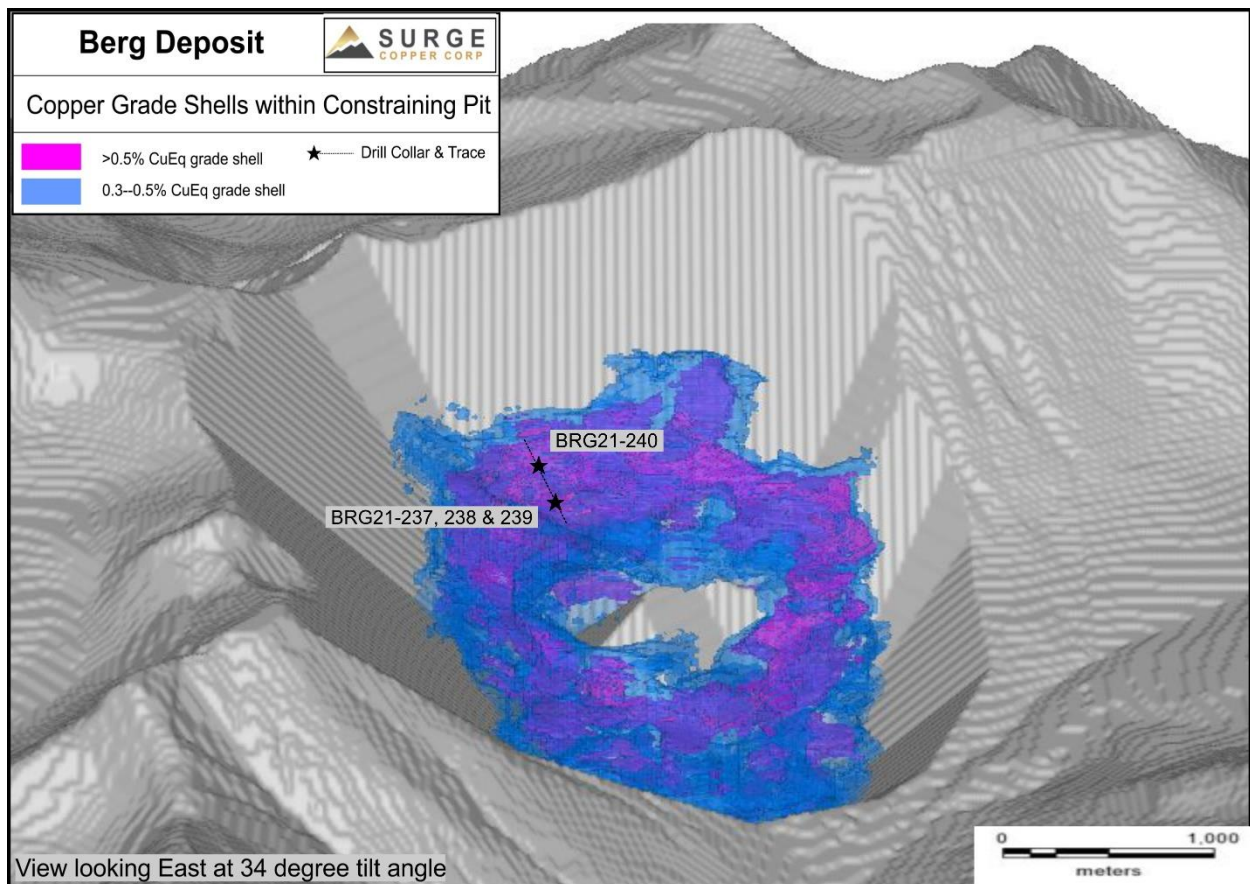 Berg Deposit
SURGE
COPPER CORP
Copper Grade Shells within Constraining Pit
>0.5% CuEq grade shell
Drill Collar & Trace
0.3--0.5% CuEq grade shell
BRG21-240
BRG21-237, 238 & 239
0 1,000
meters
View looking East at 34 degree tilt angle